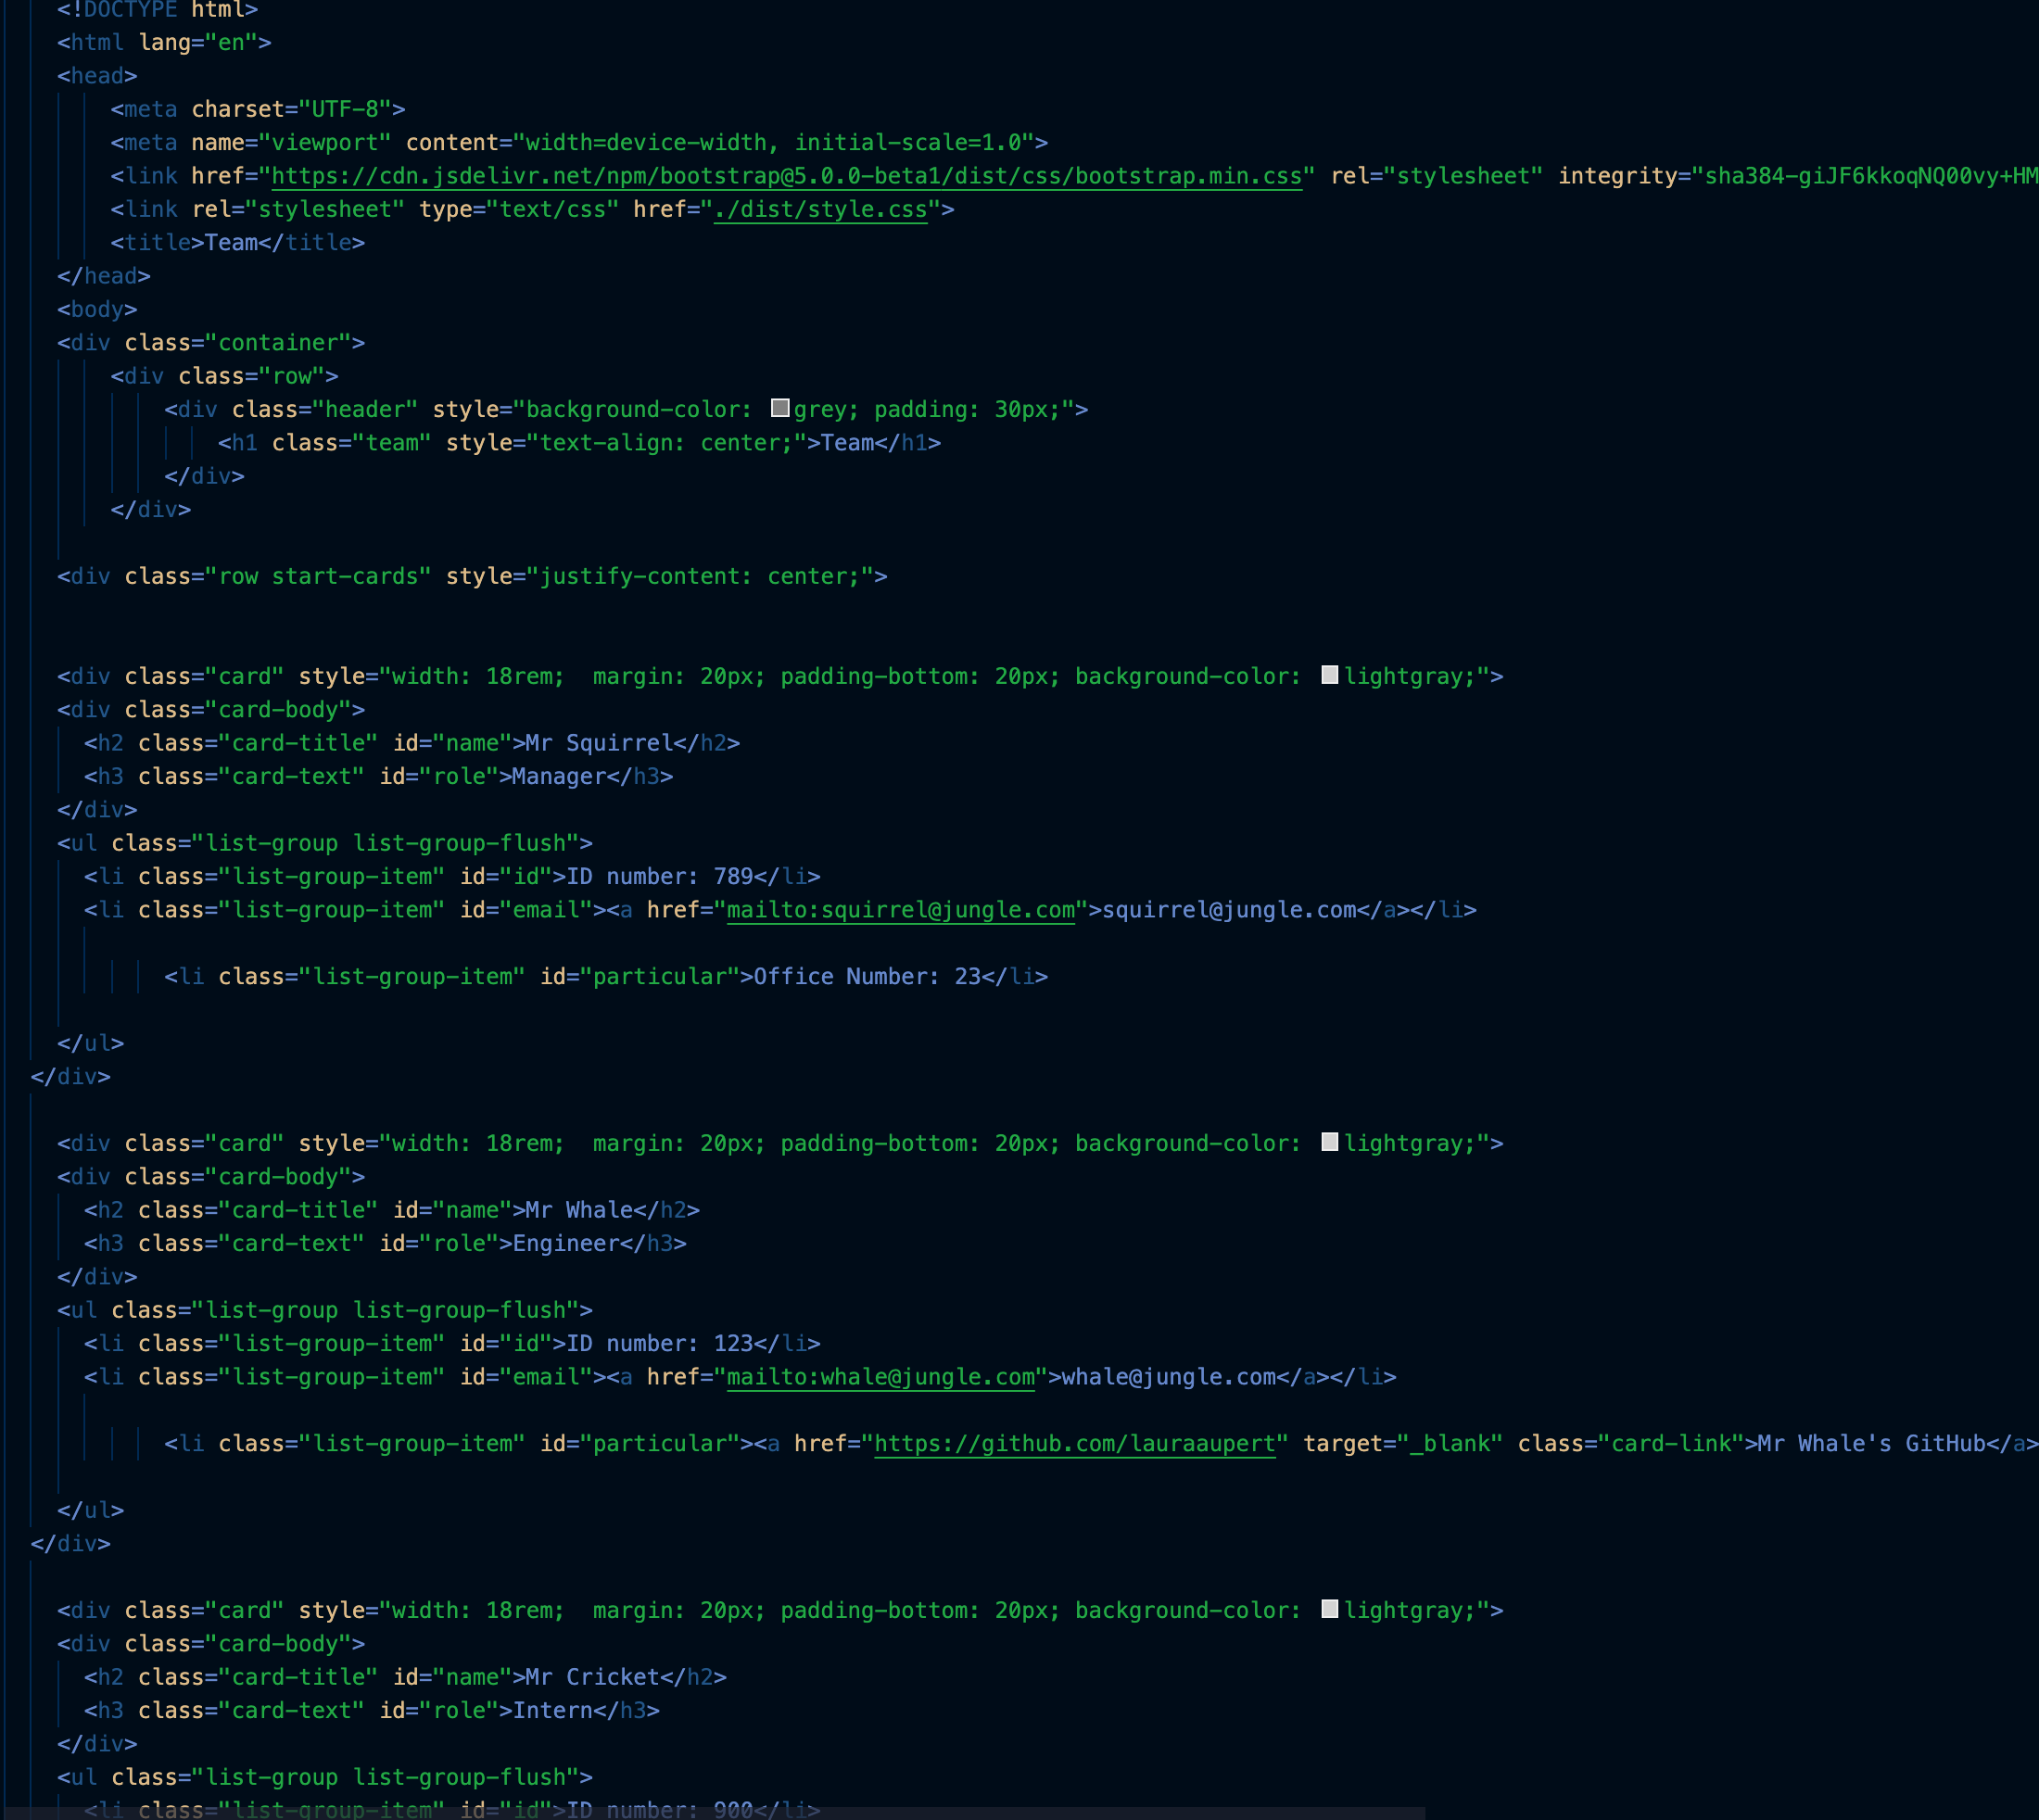 <!DOCTYPE html>
<html lang="en">
<head>
<meta charset="UTF-8">
<meta name="viewport" content="width=device-width, initial-scale=1.0">
<link href="https://cdn.jsdelivr.net/npm/bootstrap@5.0.0-beta1/dist/css/bootstrap.min.css" rel="stylesheet" integrity="sha384-giJF6kkoqNQ00vy+HM
<link rel="stylesheet" type="text/css" href="./dist/style.css">
<title>Team</title>
</head>
<body>
<div class="container">
<div class="row">
<div class="header" style="background-color: grey; padding: 30px;">
<h1 class="team" style="text-align: center;">Team</h1>
</div>
</div>
<div class="row start-cards" style="justify-content: center;">
<div class="card" style="width: 18rem;  margin: 20px; padding-bottom: 20px; background-color: lightgray;">
<div class="card-body">
<h2 class="card-title" id="name">Mr Squirrel</h2>
<h3 class="card-text" id="role">Manager</h3>
</div>
<ul class="list-group list-group-flush">
<li class="list-group-item" id="id">ID number: 789</li>
<li class="list-group-item" id="email"><a href="mailto:squirrel@jungle.com">squirrel@jungle.com</a></li>
<li class="list-group-item" id="particular">Office Number: 23</li>
</ul>
</div>
<div class="card" style="width: 18rem;  margin: 20px; padding-bottom: 20px; background-color: lightgray;">
<div class="card-body">
<h2 class="card-title" id="name">Mr Whale</h2>
<h3 class="card-text" id="role">Engineer</h3>
</div>
<ul class="list-group list-group-flush">
<li class="list-group-item" id="id">ID number: 123</li>
<li class="list-group-item" id="email"><a href="mailto:whale@jungle.com">whale@jungle.com</a></li>
<li class="list-group-item" id="particular"><a href="https://github.com/lauraaupert" target="_blank" class="card-link">Mr Whale's GitHub</a>
</ul>
</div>
<div class="card" style="width: 18rem;  margin: 20px; padding-bottom: 20px; background-color: lightgray;">
<div class="card-body">
<h2 class="card-title" id="name">Mr Cricket</h2>
<h3 class="card-text" id="role">Intern</h3>
</div>
<ul class="list-group list-group-flush">
<li class="list-group-item" id="id">ID number: 900</li>